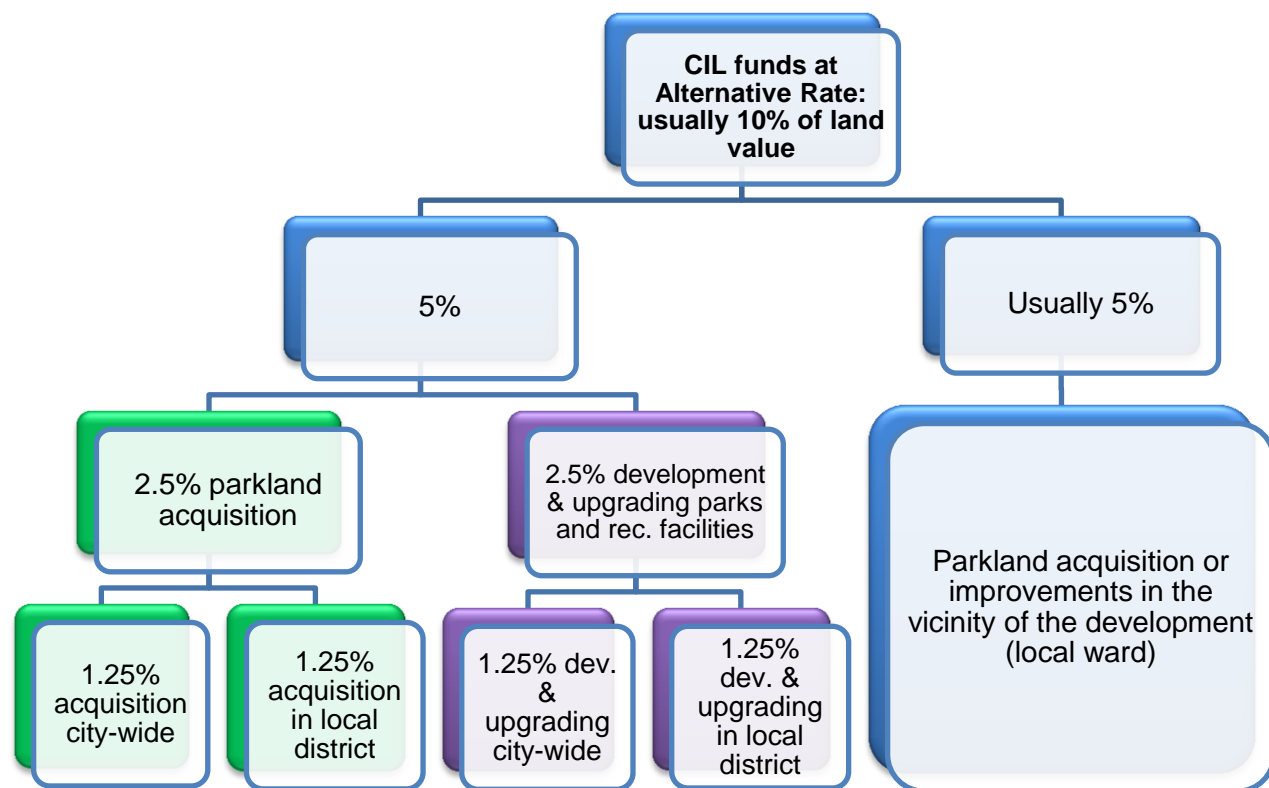 CIL funds at
Alternative Rate:
usually 10% of land
value
5%
Usually 5%
2.5% parkland
acquisition
2.5% development
& upgrading parks
and rec. facilities
Parkland acquisition or
improvements in the
vicinity of the development
(local ward)
1.25%
acquisition
city-wide
1.25%
acquisition
in local
district
1.25% dev.
&
upgrading
city-wide
1.25%
dev. &
upgrading
in local
district